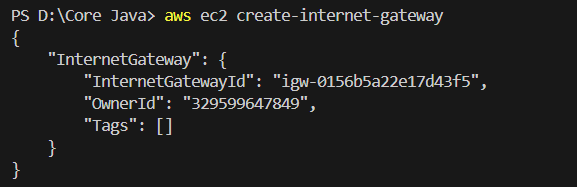 PS D:\Core Java> aws ec2 create-internet-gateway
{
    "InternetGateway": {
        "InternetGatewayId": "igw-0156b5a22e17d43f5",
        "OwnerId": "329599647849",
        "Tags": []
    }
}